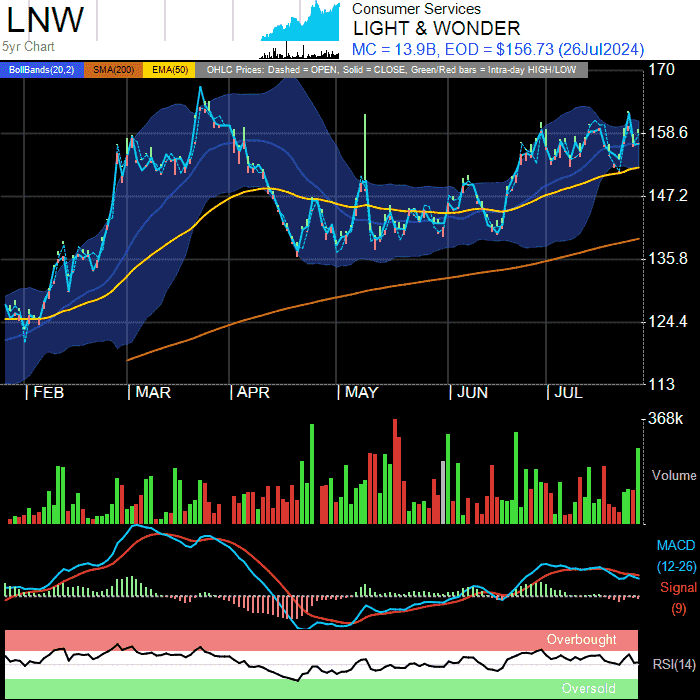 LNW
5yr Chart
Consumer Services
LIGHT & WONDER
MC = 13.9B, EOD = $156.73 (26Jul2024)
BollBands(20,2) SMA(200) EMA(50) OHLC Prices: Dashed = OPEN, Solid = CLOSE, Green/Red bars = Intra-day HIGH/LOW
170
158.6
147.2
135.8
124.4
113
FEB MAR APR MAY JUN JUL
368k
Volume
MACD
(12-26)
Signal
(9)
Overbought
RSI(14)
Oversold